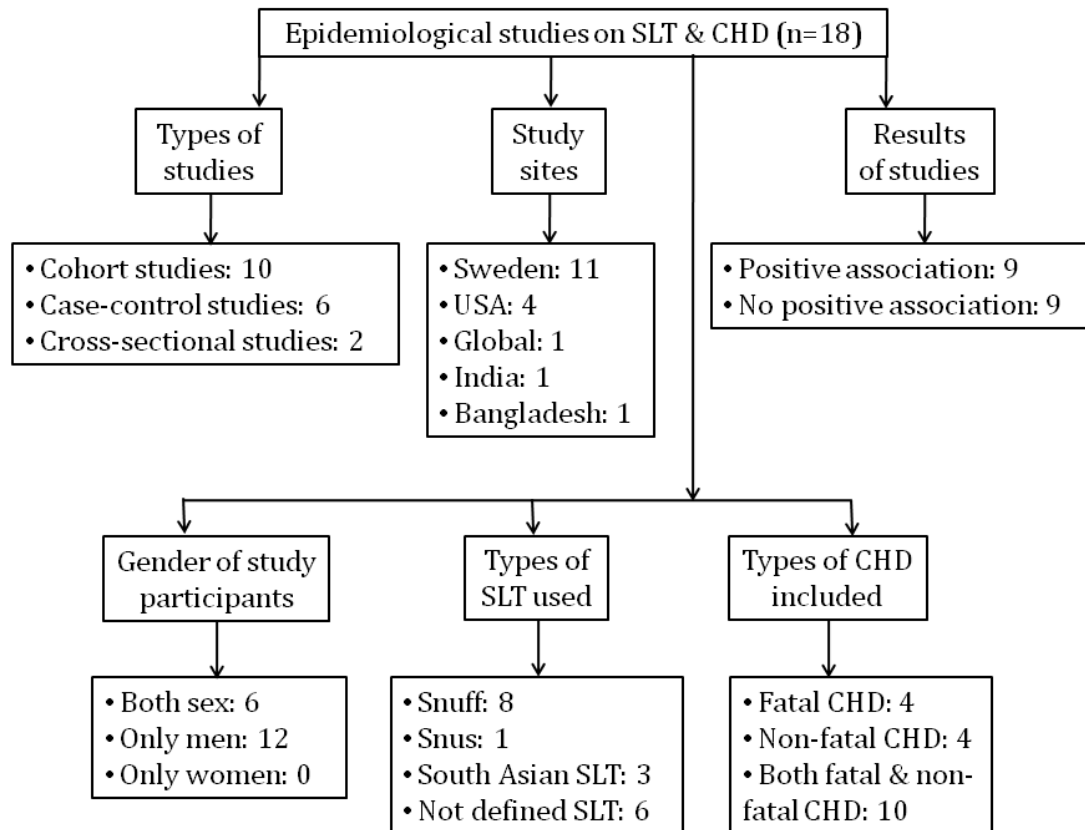 Epidemiological studies on SLT & CHD (n=18)
Types of
studies
Study
sites
Results
of studies
• Cohort studies: 10
• Case-control studies: 6
• Cross-sectional studies: 2
• Sweden: 11
• USA: 4
• Global: 1
• India: 1
• Bangladesh: 1
• Positive association: 9
• No positive association: 9
Gender of study
participants
Types of
SLT used
Types of CHD
included
• Both sex: 6
• Only men: 12
• Only women: 0
• Snuff: 8
• Snus: 1
• South Asian SLT: 3
• Not defined SLT: 6
• Fatal CHD: 4
• Non-fatal CHD: 4
• Both fatal & non-
fatal CHD: 10